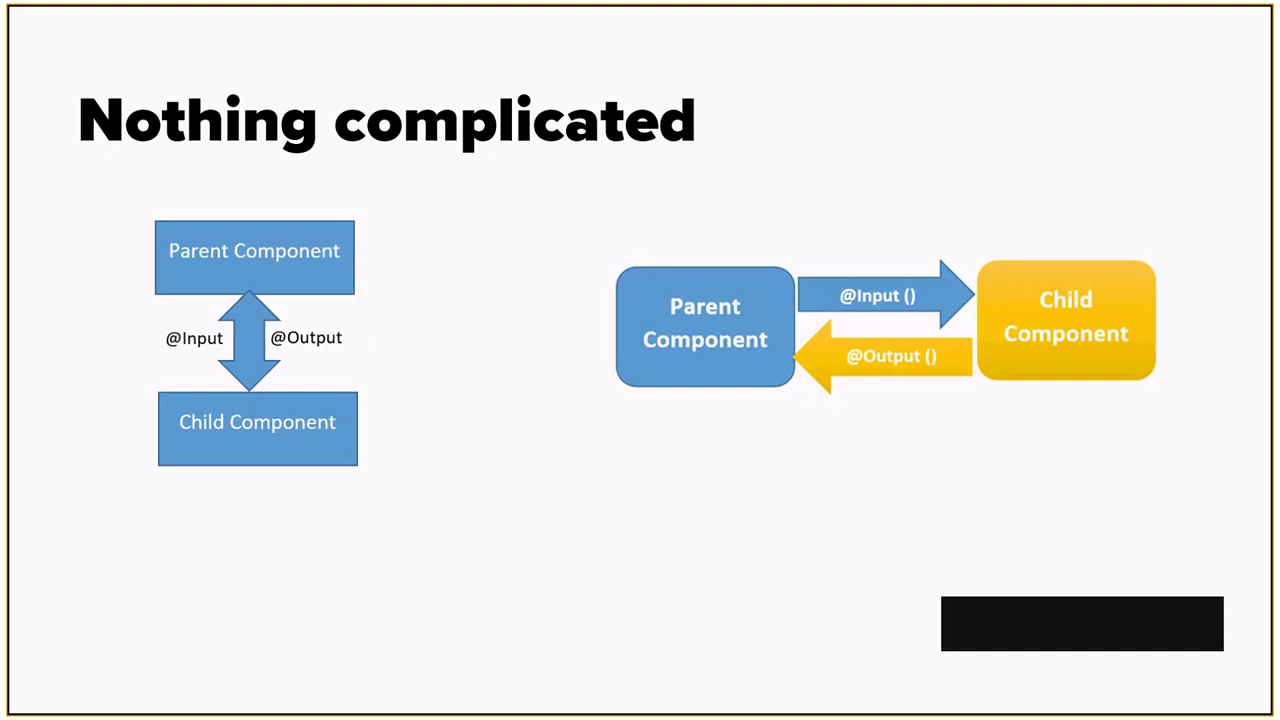 Nothing complicated
Parent Component
@Input
@Output
Child Component
Parent
Component
@Input ()
@Output ()
Child
Component